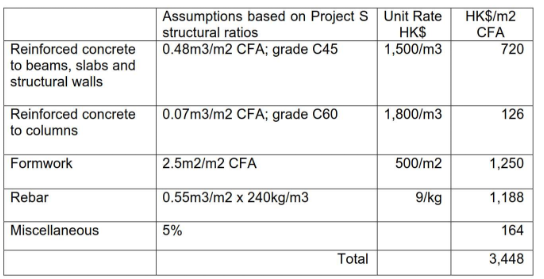 Assumptions based on Project S structural ratios Unit Rate HK$ HK$/m2 CFA
Reinforced concrete to beams, slabs and structural walls 0.48m3/m2 CFA; grade C45 1,500/m3 720
Reinforced concrete to columns 0.07m3/m2 CFA; grade C60 1,800/m3 126
Formwork 2.5m2/m2 CFA 500/m2 1,250
Rebar 0.55m3/m2 x 240kg/m3 9/kg 1,188
Miscellaneous 5% 164
Total 3,448